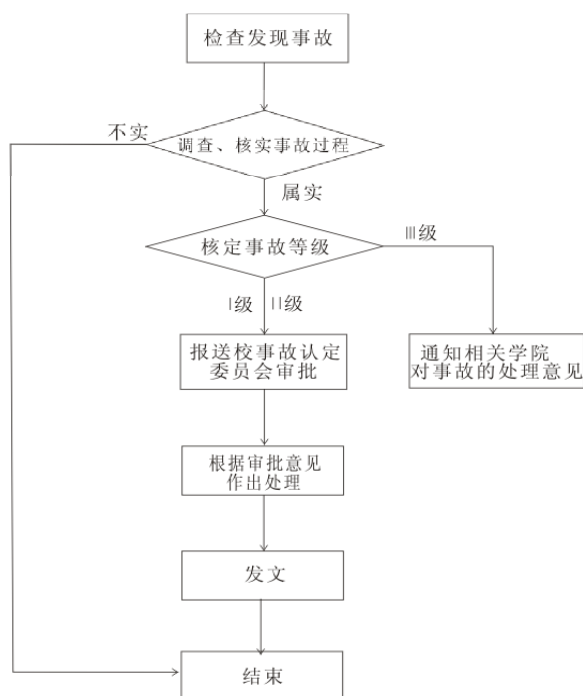 检查发现事故
不实
调查、核实事故过程
属实
核定事故等级
Ⅲ级
Ⅰ级
Ⅱ级
报送校事故认定
委员会审批
通知相关学院
对事故的处理意见
根据审批意见
作出处理
发文
结束